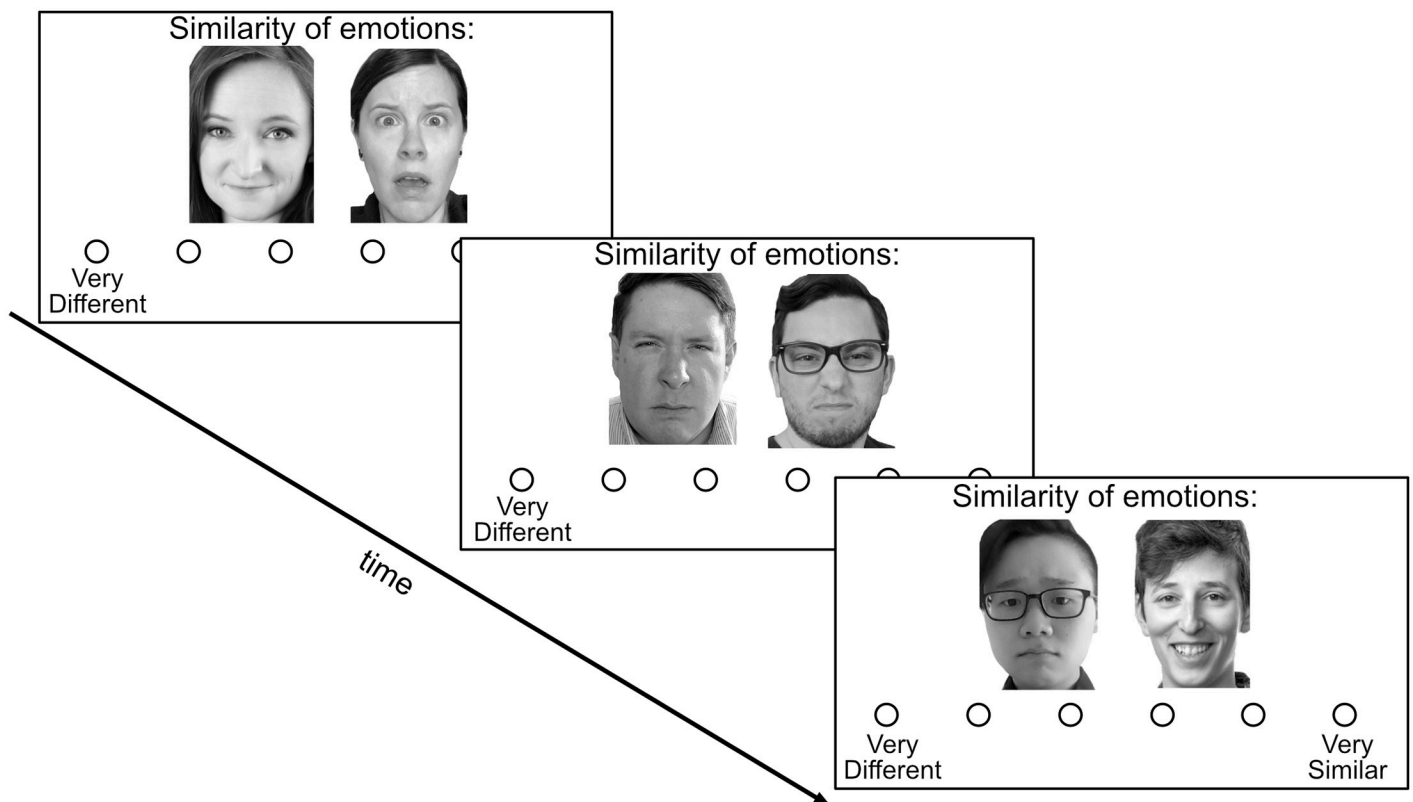 Similarity of emotions:
Very
Different
Similarity of emotions:
Very
Different
time
Similarity of emotions:
Very
Different
Very
Similar